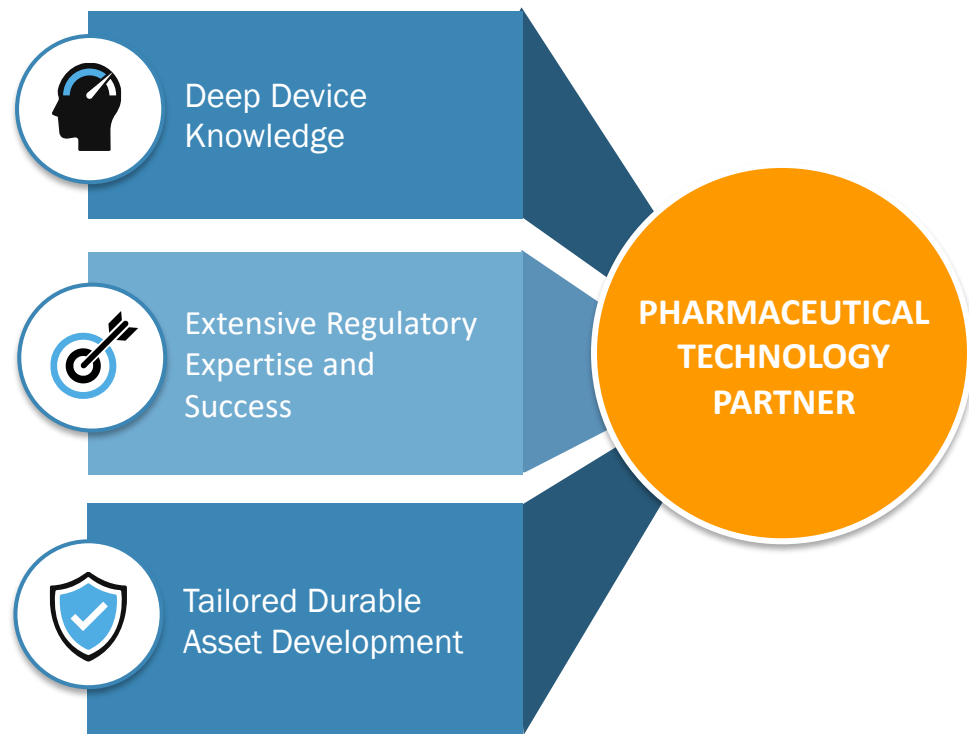 Deep Device
Knowledge
Extensive Regulatory
Expertise and
Success
Tailored Durable
Asset Development
PHARMACEUTICAL
TECHNOLOGY
PARTNER